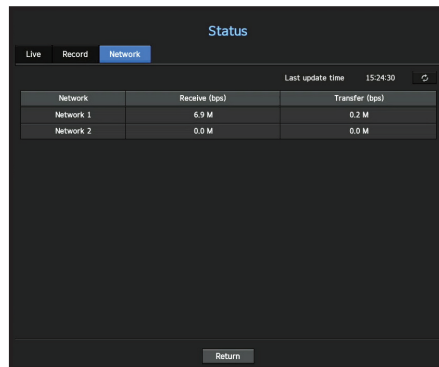 Status
Live Record Network
Last update time 15:24:30
Network Receive (bps) Transfer (bps)
Network 1 6.9 M 0.2 M
Network 2 0.0 M 0.0 M
Return